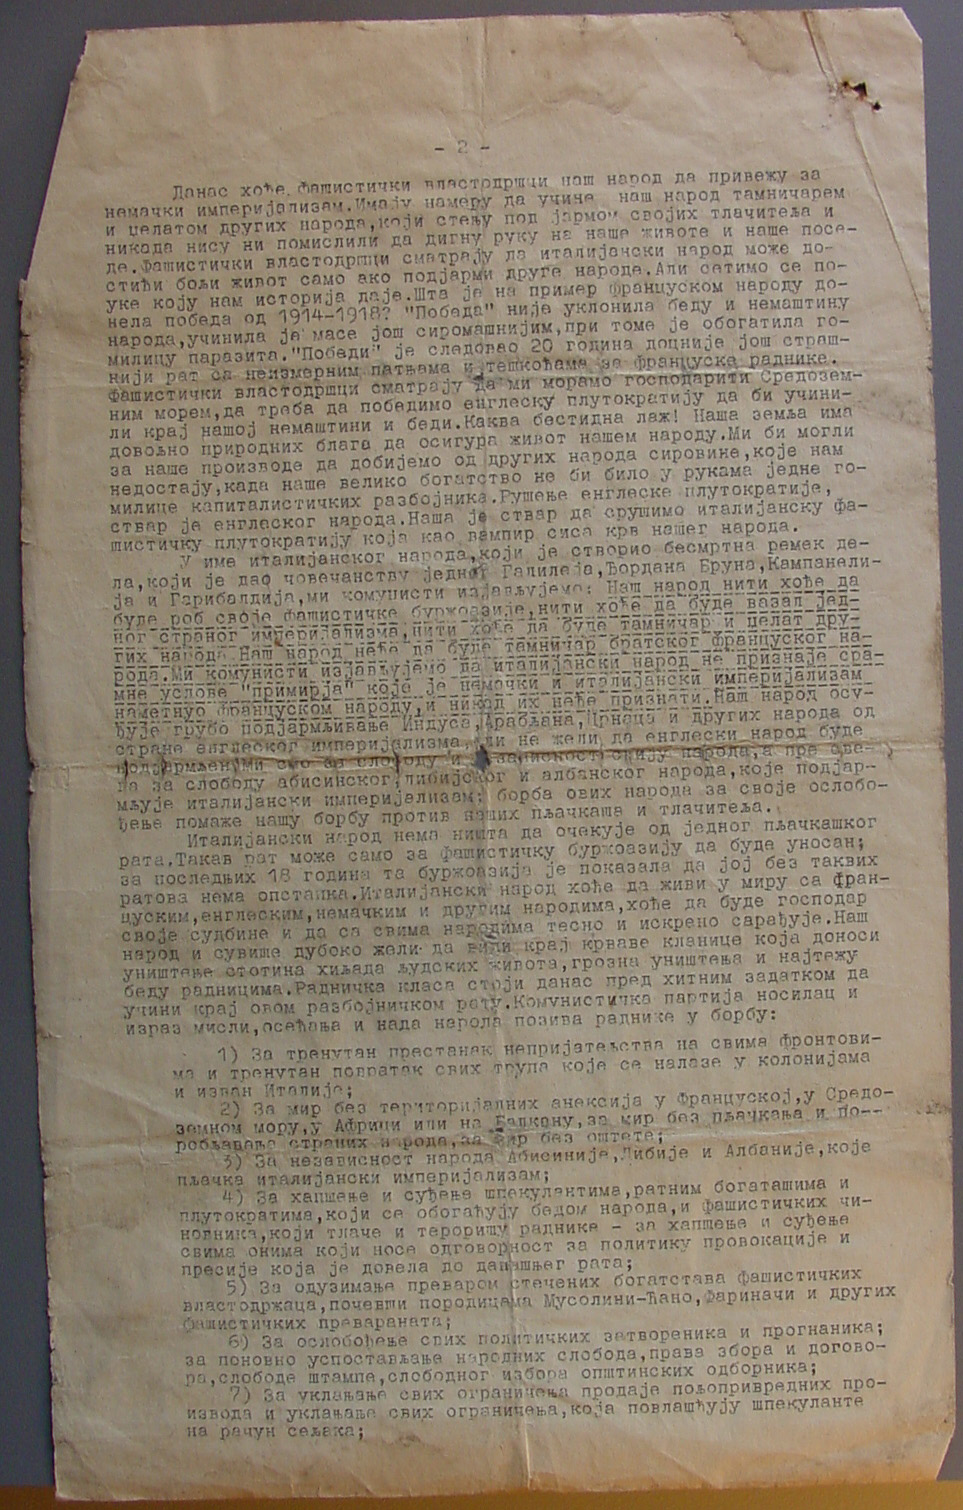 - 2 -
Данас хоће фашистички властодршци наш народ да привежу за
немачки империјализам.Имају намеру да учине наш народ тамничарем
и џелатом других народа,који стењу под јармом својих тлачитеља и
никада нису ни помислили да дигну руку на наше животе и наше посе-
де.Фашистички властодршци сматрају да италијански народ може до-
стићи бољи живот само ако подјарми друге народе.Али сетимо се по-
уке коју нам историја даје.Шта је на пример француском народу до-
нела победа од 1914-1918? "Победа" није уклонила беду и немаштину
народа,учинила је масе још сиромашнијим,при томе је обогатила го-
милицу паразита."Победи" је следовао 20 година доцније још страш-
нији рат са неизмерним патњама и тешкоћама за француске раднике.
Фашистички властодршци сматрају да ми морамо господарити Средозем-
ним морем,да треба да победимо енглеску плутократију да би учини-
ли крај нашој немаштини и беди.Каква бестидна лаж! Наша земља има
довољно природних блага да осигура живот нашем народу.Ми би могли
за наше производе да добијемо од других народа сировине,које нам
недостају,када наше велико богатство не би било у рукама једне го-
милице капиталистичких разбојника.Рушење енглеске плутократије,
ствар је енглеског народа.Наша је ствар да срушимо италијанску фа-
шистичку плутократију која као вампир сиса крв нашег народа.
У име италијанског народа,који је створио бесмртна ремек де-
ла,који је дао човечанству једног Галилеја,Ђордана Бруна,Кампанели-
ја и Гарибалдија,ми комунисти изјављујемо: Наш народ нити хоће да
буде роб своје фашистичке буржоазије,нити хоће да буде вазал јед-
ног страног империјализма,нити хоће да буде тамничар и џелат дру-
гих народа.Наш народ неће да буде тамничар братског француског на-
рода.Ми комунисти изјављујемо да италијански народ не признаје сра-
мне услове "примирја" које је немачки и италијански империјализам
наметнуо француском народу,и никад их неће признати.Наш народ осу-
ђује грубо подјармљивање Индуса,Арабљана,Црнаца и других народа од
стране енглеског империјализма, ли не жели да енглески народ буде
подјармљен.Ми смо за слободу и свију народа,а пре све-
га за слободу абисинског,либијског и албанског народа,које подјар-
мљује италијански империјализам; борба ових народа за своје ослобо-
ђење помаже нашу борбу против наших пљачкаша и тлачитеља.
Италијански народ нема ништа да очекује од једног пљачкашког
рата.Такав рат може само за фашистичку буржоазију да буде уносан;
за последњих 18 година та буржоазија је показала да јој без таквих
ратова нема опстанка.Италијански народ хоће да живи у миру са фран-
цуским,енглеским,немачким и другим народима,хоће да буде господар
своје судбине и да са свима народима тесно и искрено сарађује.Наш
народ и сувише дубоко жели да види крај крваве кланице која доноси
уништење стотина хиљада људских живота,грозна уништења и најтежу
беду радницима.Радничка класа стоји данас пред хитним задатком да
учини крај овом разбојничком рату.Комунистичка партија носилац и
израз мисли,осећања и нада народа позива раднике у борбу:
1) За тренутан престанак непријатељства на свима фронтови-
ма и тренутан повратак свих трупа које се налазе у колонијама
и изван Италије;
2) За мир без територијалних анексија у Француској,у Средо-
земном мору,у Африци или на Балкону,за мир без пљачкања и по--
робљавања страних народа,за мир без оштете;
3) За независност народа Абисиније,Либије и Албаније,које
пљачка италијански империјализам;
4) За хапшење и суђење шпекулантима,ратним богаташима и
плутократима,који се обогаћују бедом народа,и фашистичких чи-
новника,који тлаче и тероришу раднике - за хапшење и суђење
свима онима који носе одговорност за политику провокације и
пресије која је довела до данашњег рата;
5) За одузимање преваром стечених богатстава фашистичких
властодржаца,почевши породицама Мусолини-Ћано,Фариначи и других
фашистичких превараната;
6) За ослобођење свих политичких затвореника и прогнаника;
за поновно успостављање народних слобода,права збора и догово-
ра,слободе штампе,слободног избора општинских одборника;
7) За уклањање свих ограничења продаје пољопривредних про-
извода и уклањање свих ограничења,која повлашћују шпекуланте
на рачун сељака;